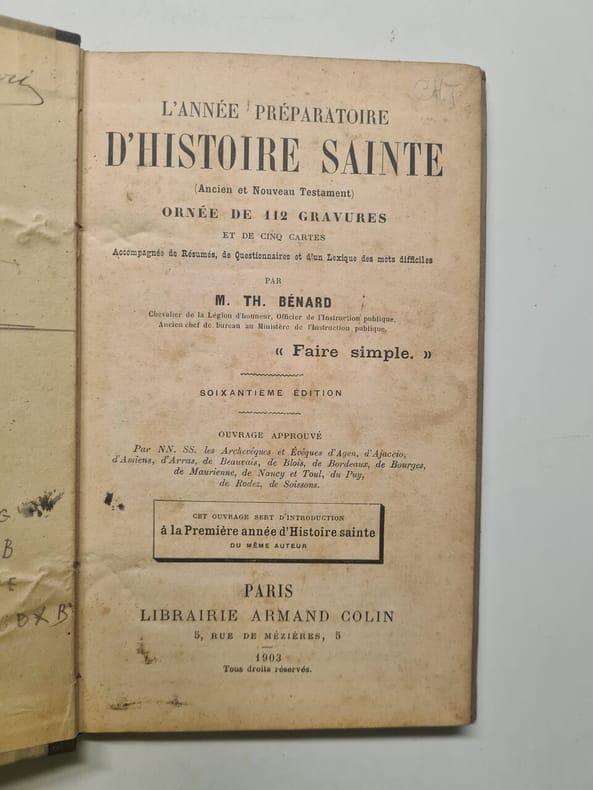 CHT
L'ANNÉE PRÉPARATOIRE
D'HISTOIRE SAINTE
(Ancien et Nouveau Testament)
ORNÉE DE 112 GRAVURES
ET DE CINQ CARTES
Accompagnée de Résumés, de Questionnaires et d'un Lexique des mots difficiles
PAR
M. TH. BÉNARD
Chevalier de la Légion d'honneur, Officier de l'Instruction publique,
Ancien chef de bureau au Ministère de l'Instruction publique,
« Faire simple. »
SOIXANTIÈME ÉDITION
OUVRAGE APPROUVÉ
Par NN. SS. les Archevêques et Évêques d'Agen, d'Ajaccio,
d'Amiens, d'Arras, de Beauvais, de Blois, de Bordeaux, de Bourges,
de Maurienne, de Nancy et Toul, du Puy,
de Rodez, de Soissons.
CET OUVRAGE SERT D'INTRODUCTION
à la Première année d'Histoire sainte
DU MÊME AUTEUR
PARIS
LIBRAIRIE ARMAND COLIN
5, RUE DE MÉZIÈRES, 5
1903
Tous droits réservés.
G
B
E